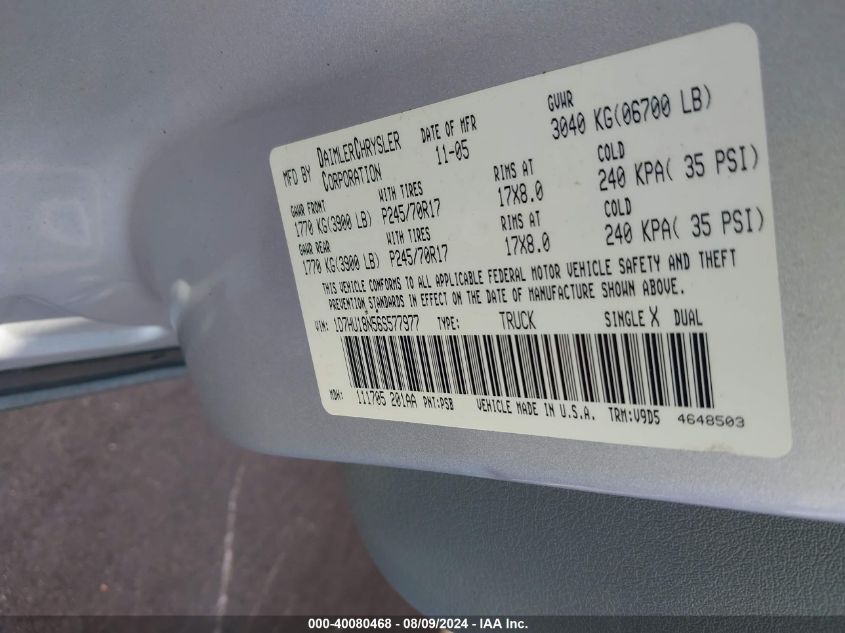 MFD BY DAIMLERCHRYSLER CORPORATION DATE OF MFR 11-05 GVWR 3040 KG(06700 LB)
GAWR FRONT WITH TIRES RIMS AT COLD
1770 KG(3900 LB) P245/70R17 17X8.0 240 KPA( 35 PSI)
GAWR REAR WITH TIRES RIMS AT COLD
1770 KG(3900 LB) P245/70R17 17X8.0 240 KPA( 35 PSI)
THIS VEHICLE CONFORMS TO ALL APPLICABLE FEDERAL MOTOR VEHICLE SAFETY AND THEFT
PREVENTION STANDARDS IN EFFECT ON THE DATE OF MANUFACTURE SHOWN ABOVE.
VIN: 1D7HU18N56S577977 TYPE: TRUCK SINGLE X DUAL
MDH: 111705 201AA PNT:PSB VEHICLE MADE IN U.S.A. TRM:V9D5 4648503
000-40080468 - 08/09/2024 - IAA Inc.